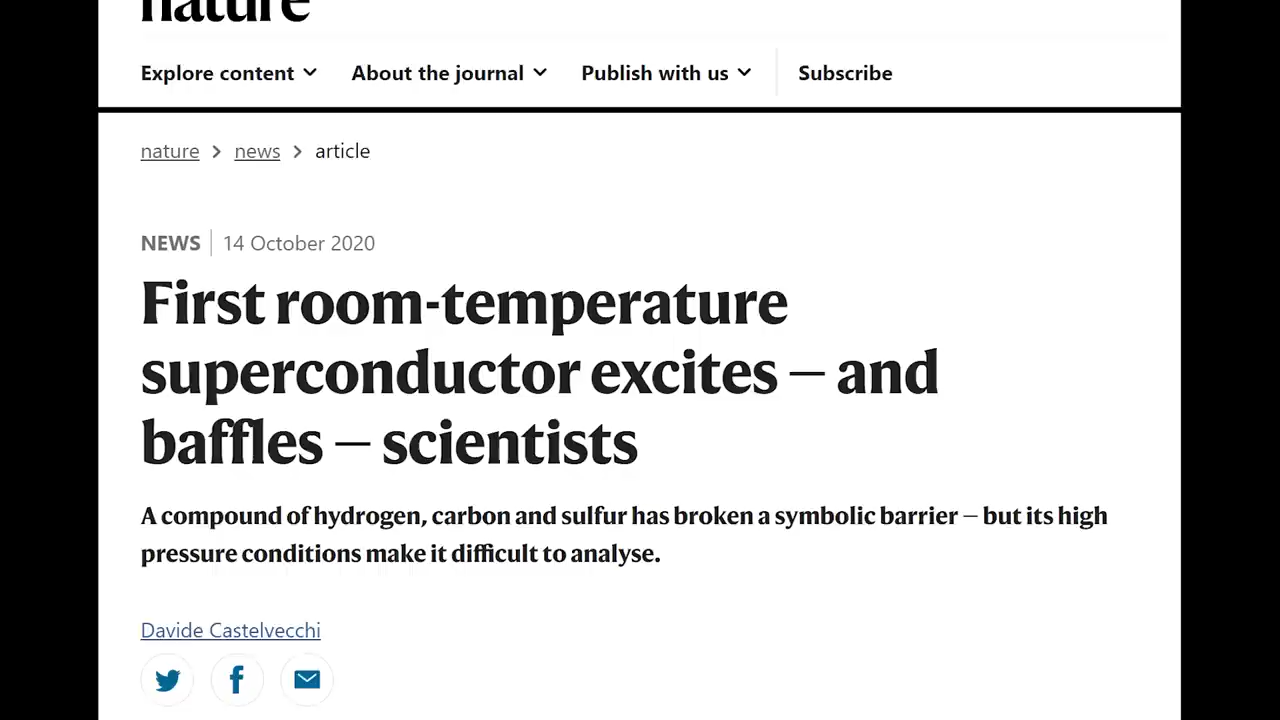 nature
Explore content About the journal Publish with us Subscribe
nature > news > article
NEWS | 14 October 2020
First room-temperature
superconductor excites — and
baffles — scientists
A compound of hydrogen, carbon and sulfur has broken a symbolic barrier — but its high
pressure conditions make it difficult to analyse.
Davide Castelvecchi